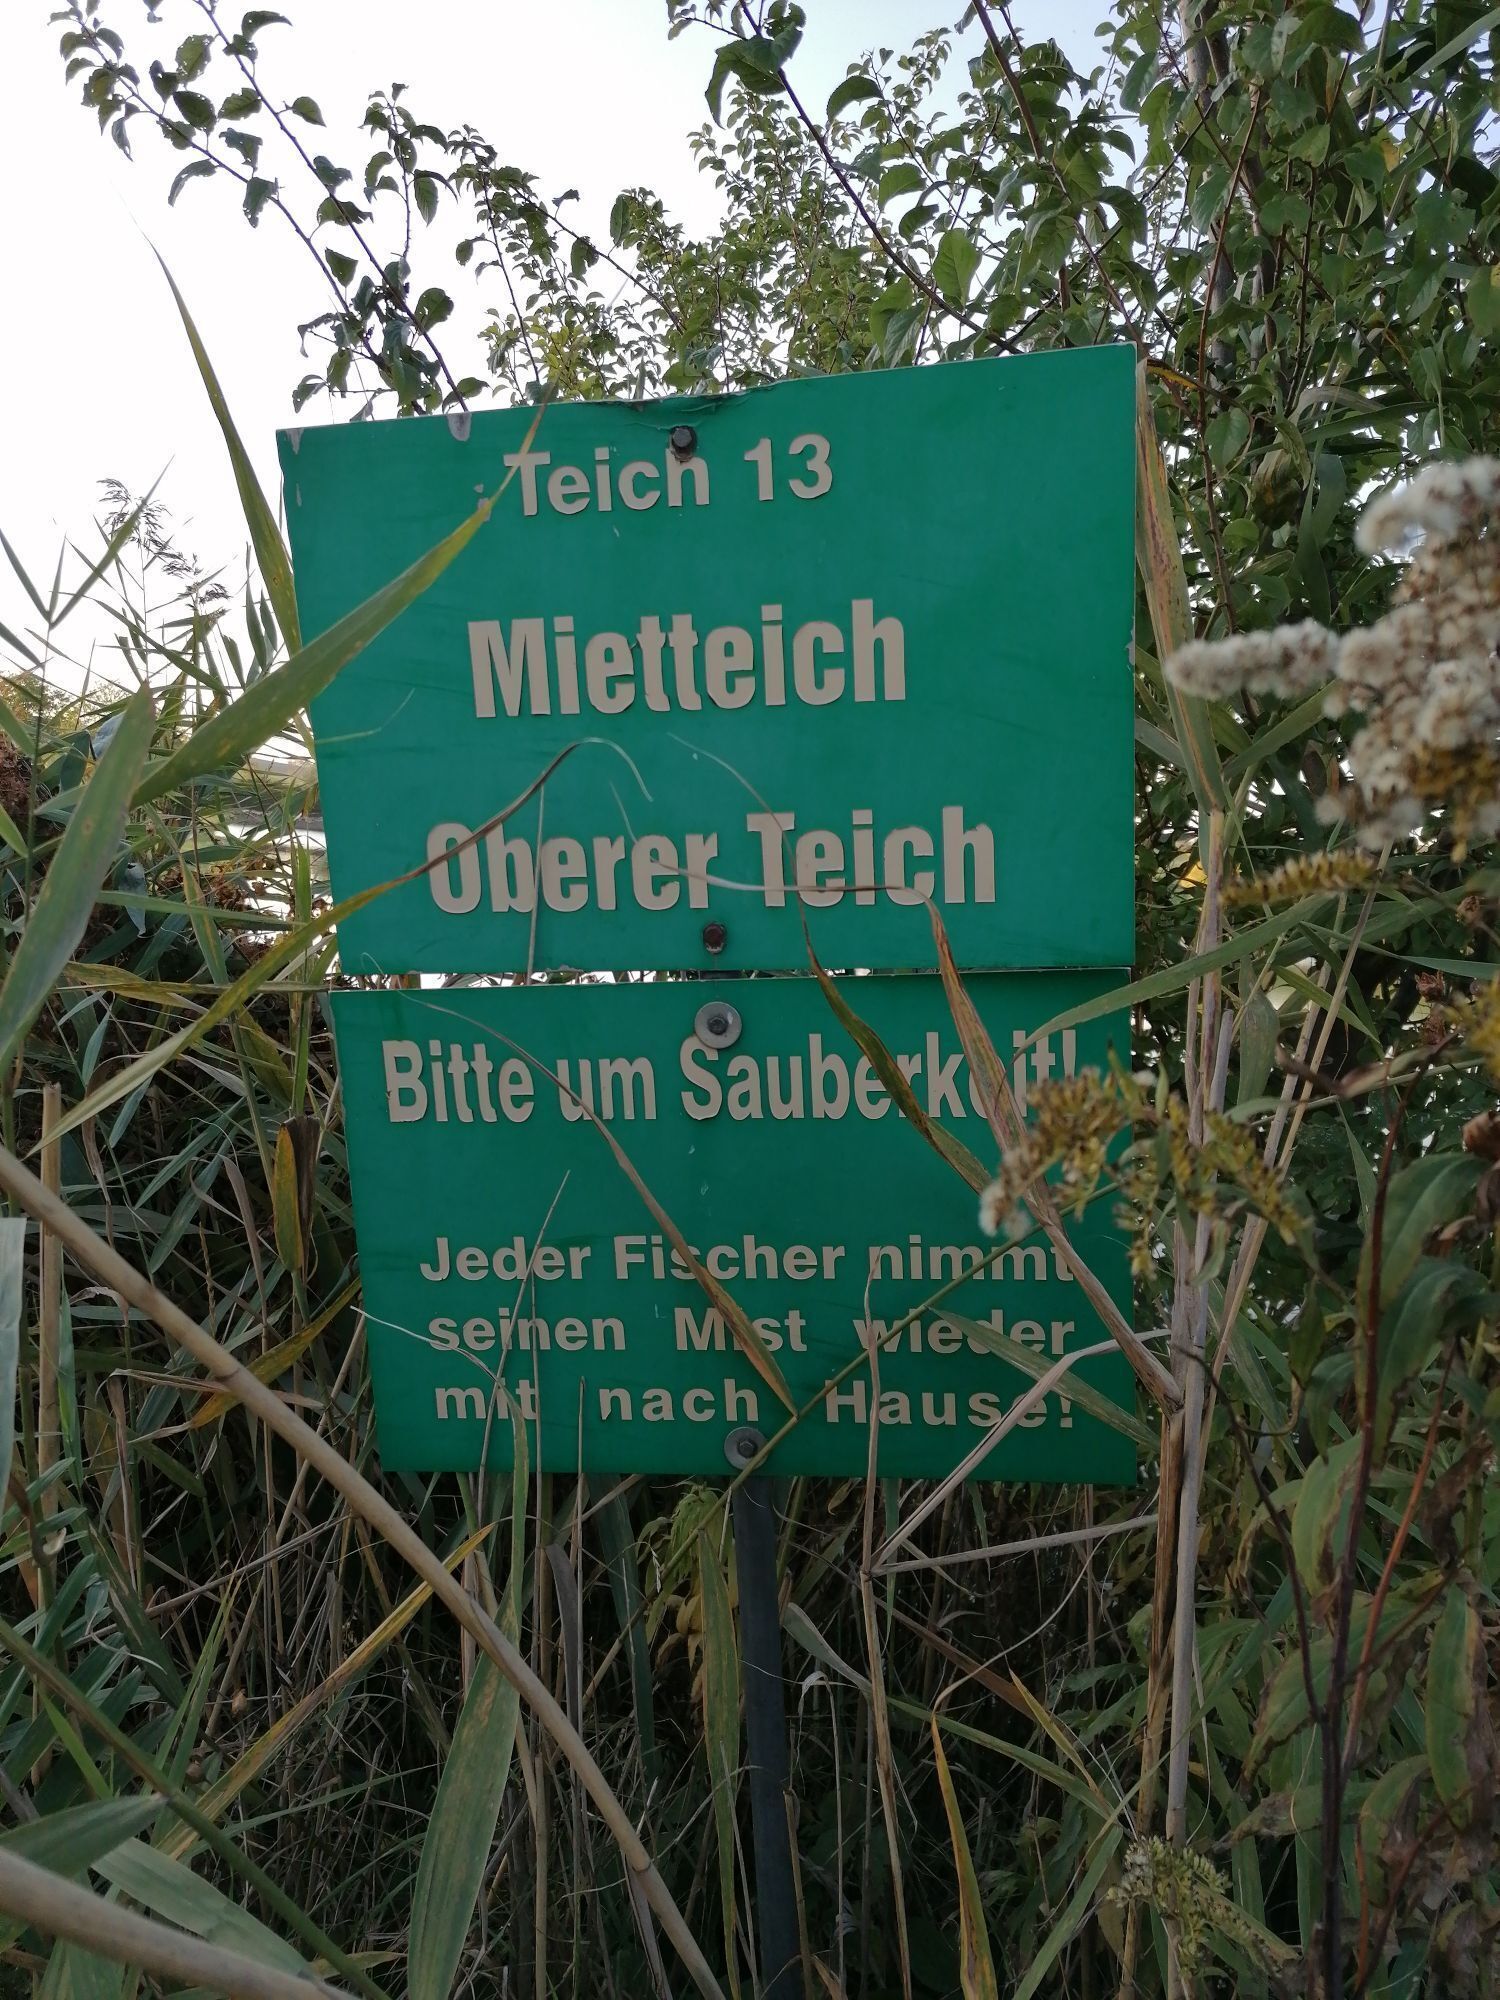 Teich 13
Mietteich
Oberer Teich
Bitte um Sauberkeit!
Jeder Fischer nimmt
seinen Mist wieder
mit nach Hause!